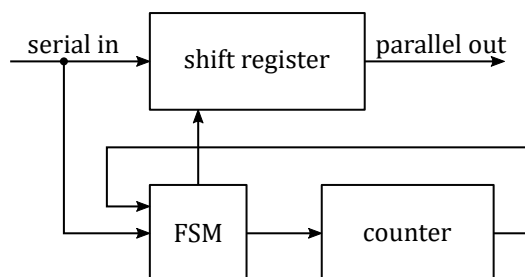 serial in
shift register
parallel out
FSM
counter